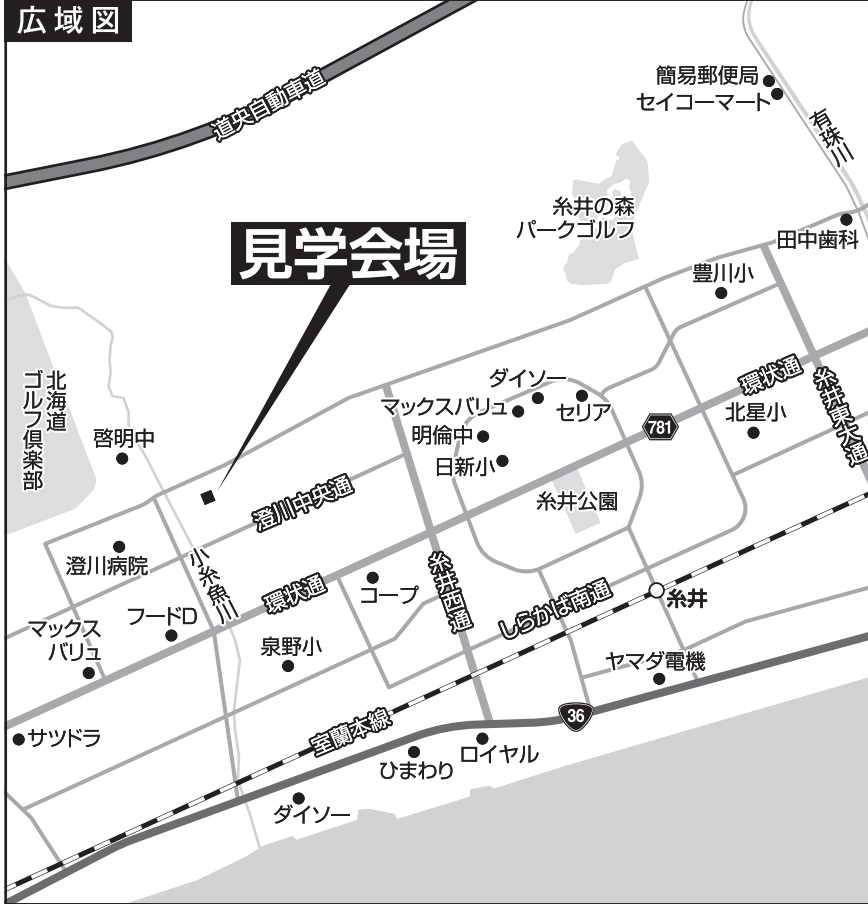 広域図
道央自動車道
簡易郵便局
セイコーマート
有珠川
糸井の森
パークゴルフ
田中歯科
見学会場
豊川小
北海道
ゴルフ倶楽部
環状通
糸井東大通
ダイソー
マックスバリュ
セリア
781
北星小
明倫中
日新小
啓明中
澄川中央通
糸井公園
澄川病院
小糸魚川
環状通
コープ
糸井西通
しらかば南通
糸井
マックス
バリュ
フードD
泉野小
ヤマダ電機
36
室蘭本線
サツドラ
ひまわり
ロイヤル
ダイソー